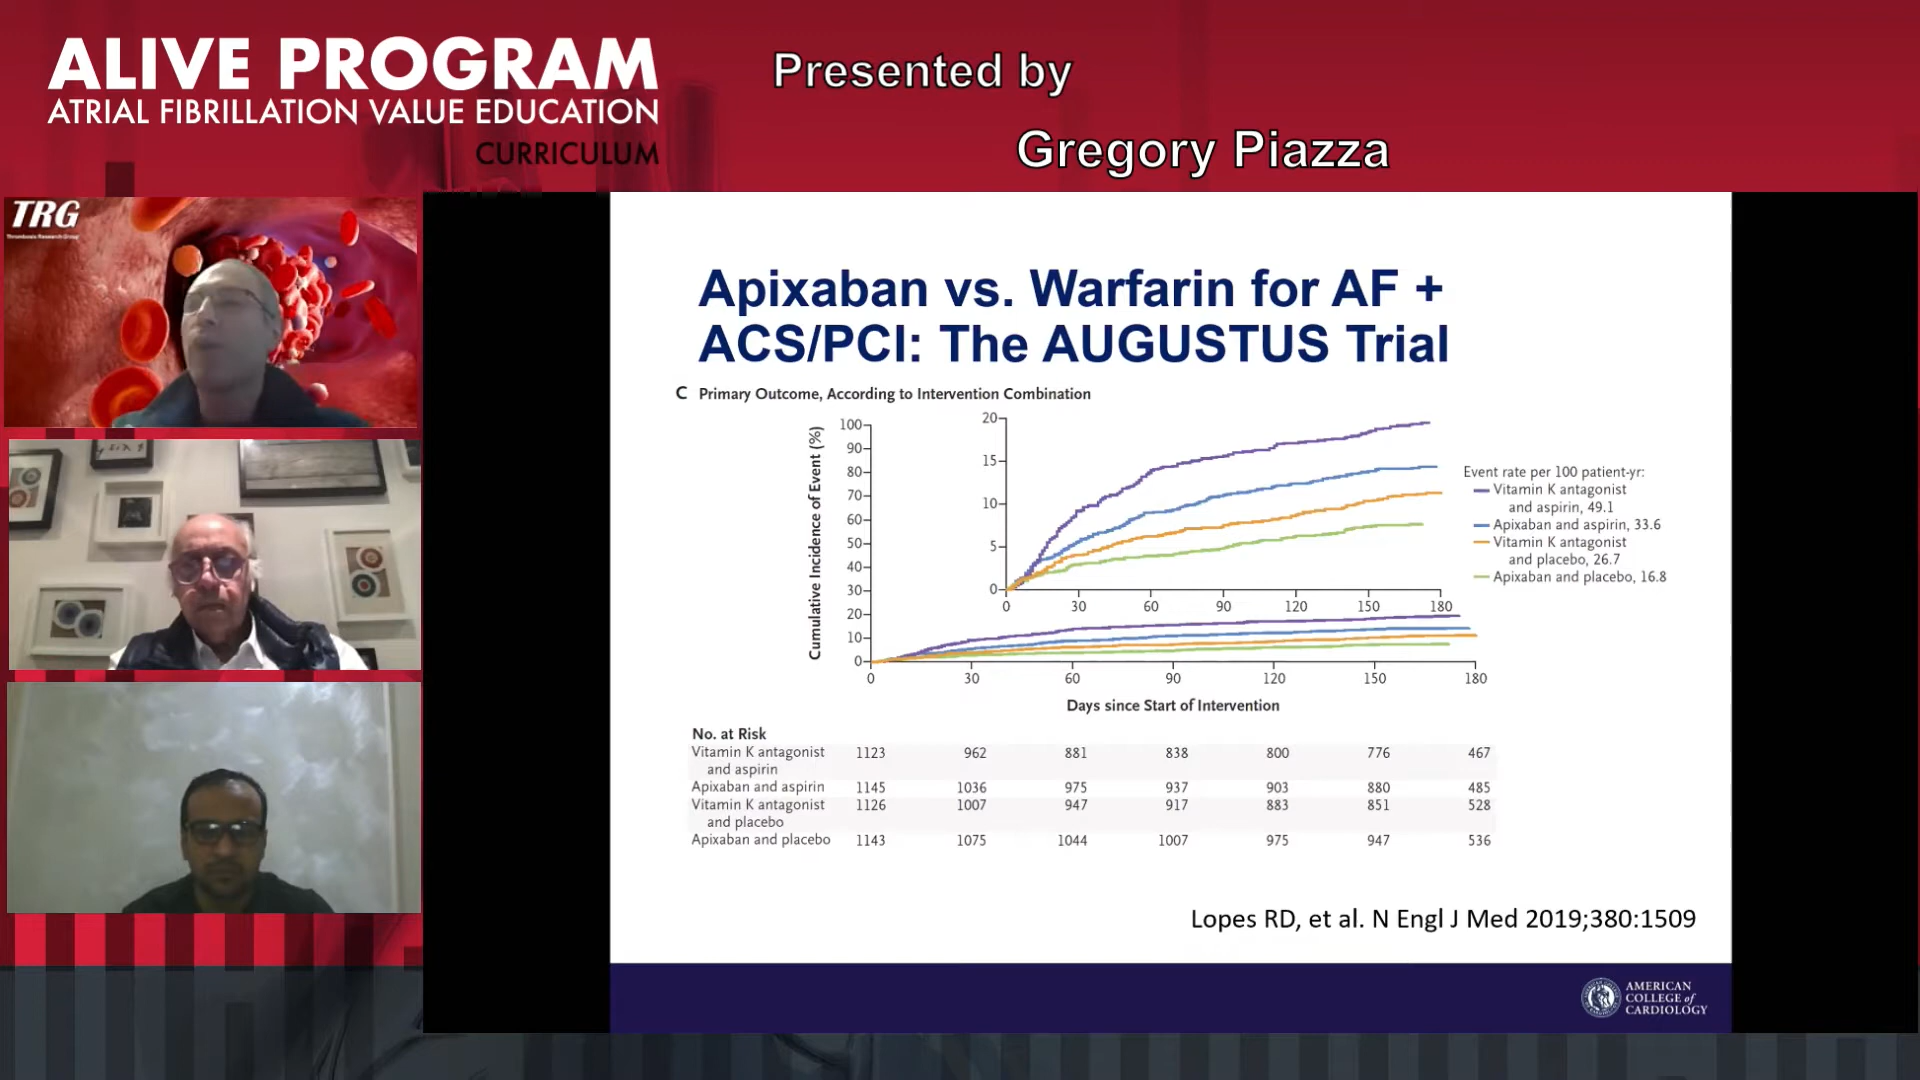 ALIVE PROGRAM
ATRIAL FIBRILLATION VALUE EDUCATION
CURRICULUM
Presented by
Gregory Piazza
TRG
Thrombosis Research Group
Apixaban vs. Warfarin for AF +
ACS/PCI: The AUGUSTUS Trial
C Primary Outcome, According to Intervention Combination
Cumulative Incidence of Event (%)
100
90
80
70
60
50
40
30
20
10
0
20
15
10
5
0
0 30 60 90 120 150 180
0 30 60 90 120 150 180
Days since Start of Intervention
Event rate per 100 patient-yr:
Vitamin K antagonist
and aspirin, 49.1
Apixaban and aspirin, 33.6
Vitamin K antagonist
and placebo, 26.7
Apixaban and placebo, 16.8
No. at Risk
Vitamin K antagonist 1123 962 881 838 800 776 467
and aspirin
Apixaban and aspirin 1145 1036 975 937 903 880 485
Vitamin K antagonist 1126 1007 947 917 883 851 528
and placebo
Apixaban and placebo 1143 1075 1044 1007 975 947 536
Lopes RD, et al. N Engl J Med 2019;380:1509
AMERICAN
COLLEGE of
CARDIOLOGY